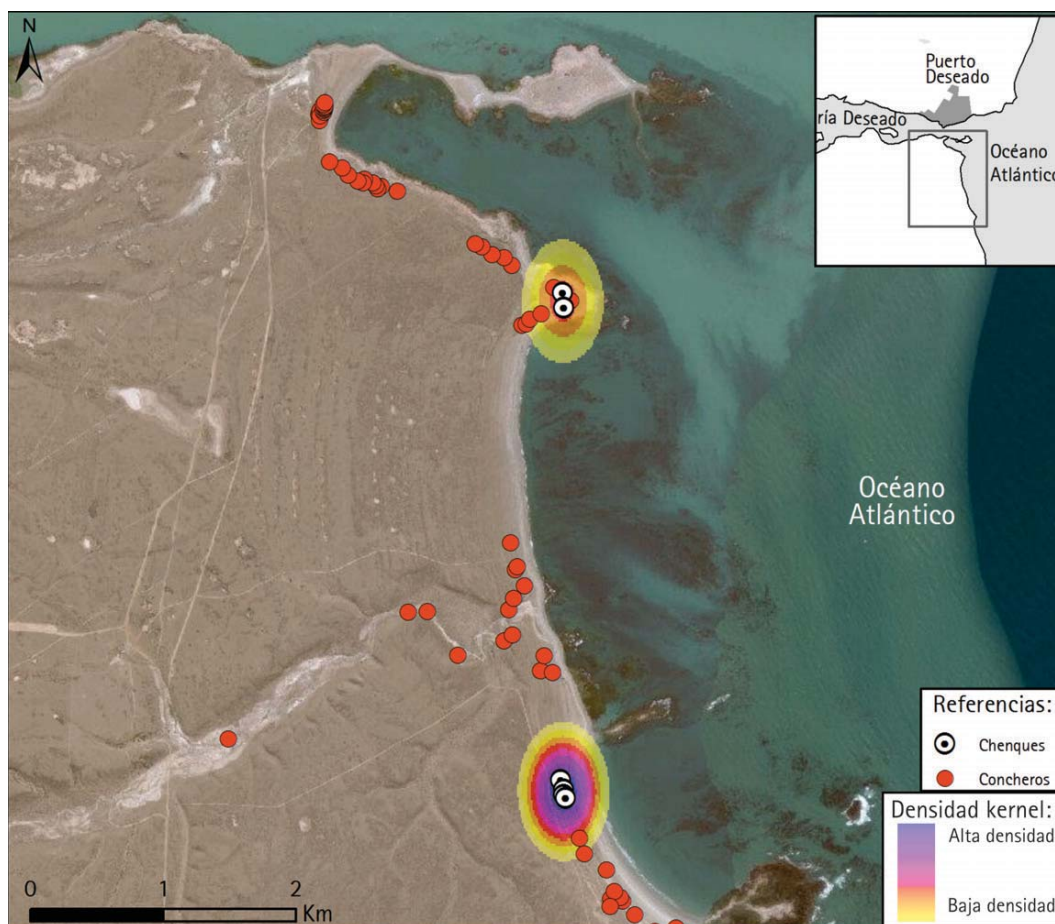 N
Puerto
Deseado
ría Deseado
Océano
Atlántico
Océano
Atlántico
Referencias:
Chenques
Concheros
Densidad kernel:
Alta densidad
Baja densidad
0 1 2
Km